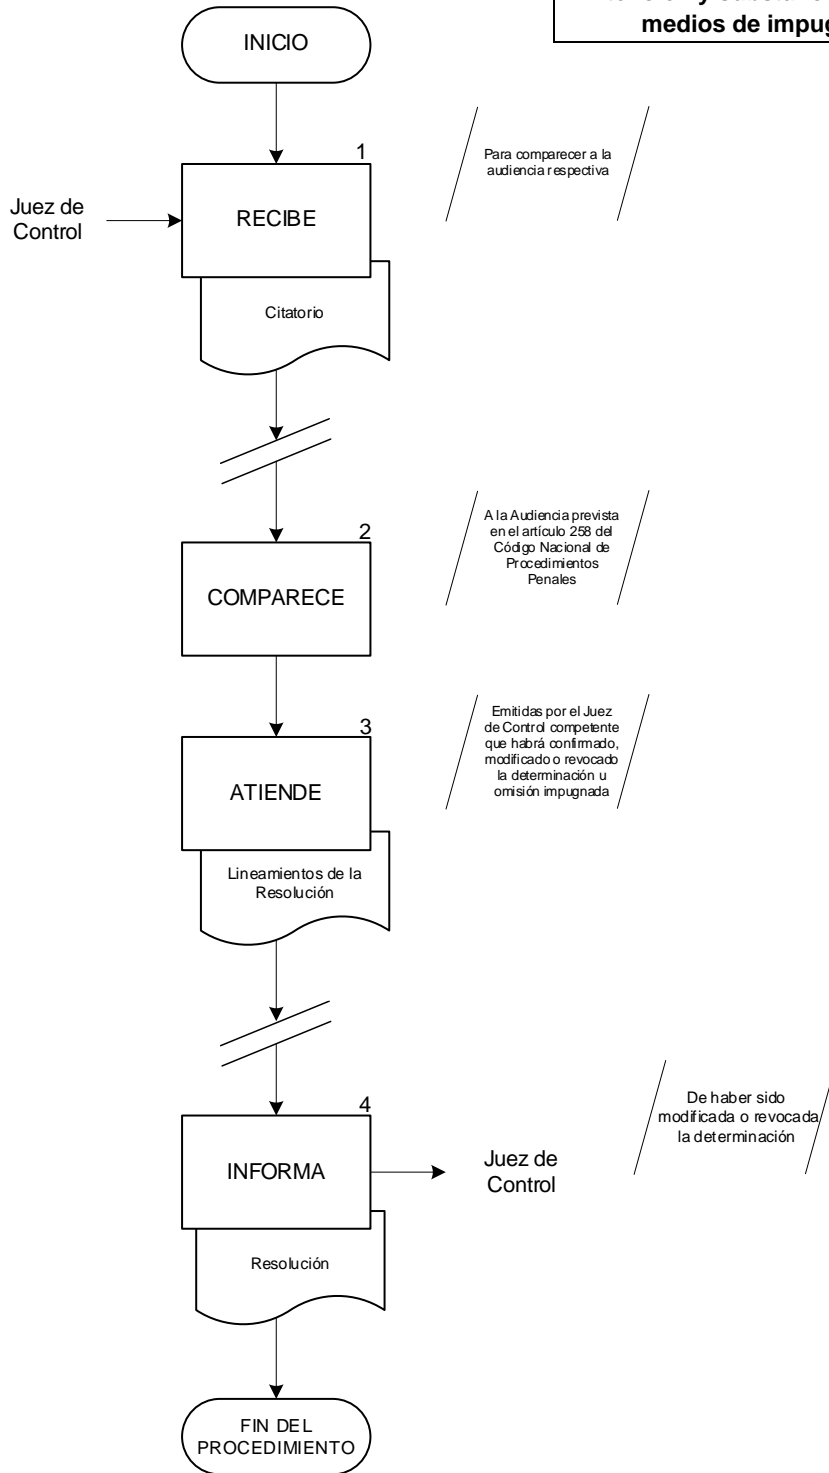 medios de impug
INICIO
1
Para comparecer a la
audiencia respectiva
Juez de
Control
RECIBE
Citatorio
2
A la Audiencia prevista
en el artículo 258 del
Código Nacional de
Procedimientos
Penales
COMPARECE
3
Emitidas por el Juez
de Control competente
que habrá confirmado,
modificado o revocado
la determinación u
omisión impugnada
ATIENDE
Lineamientos de la
Resolución
4
De haber sido
modificada o revocada
la determinación
INFORMA
Juez de
Control
Resolución
FIN DEL
PROCEDIMIENTO